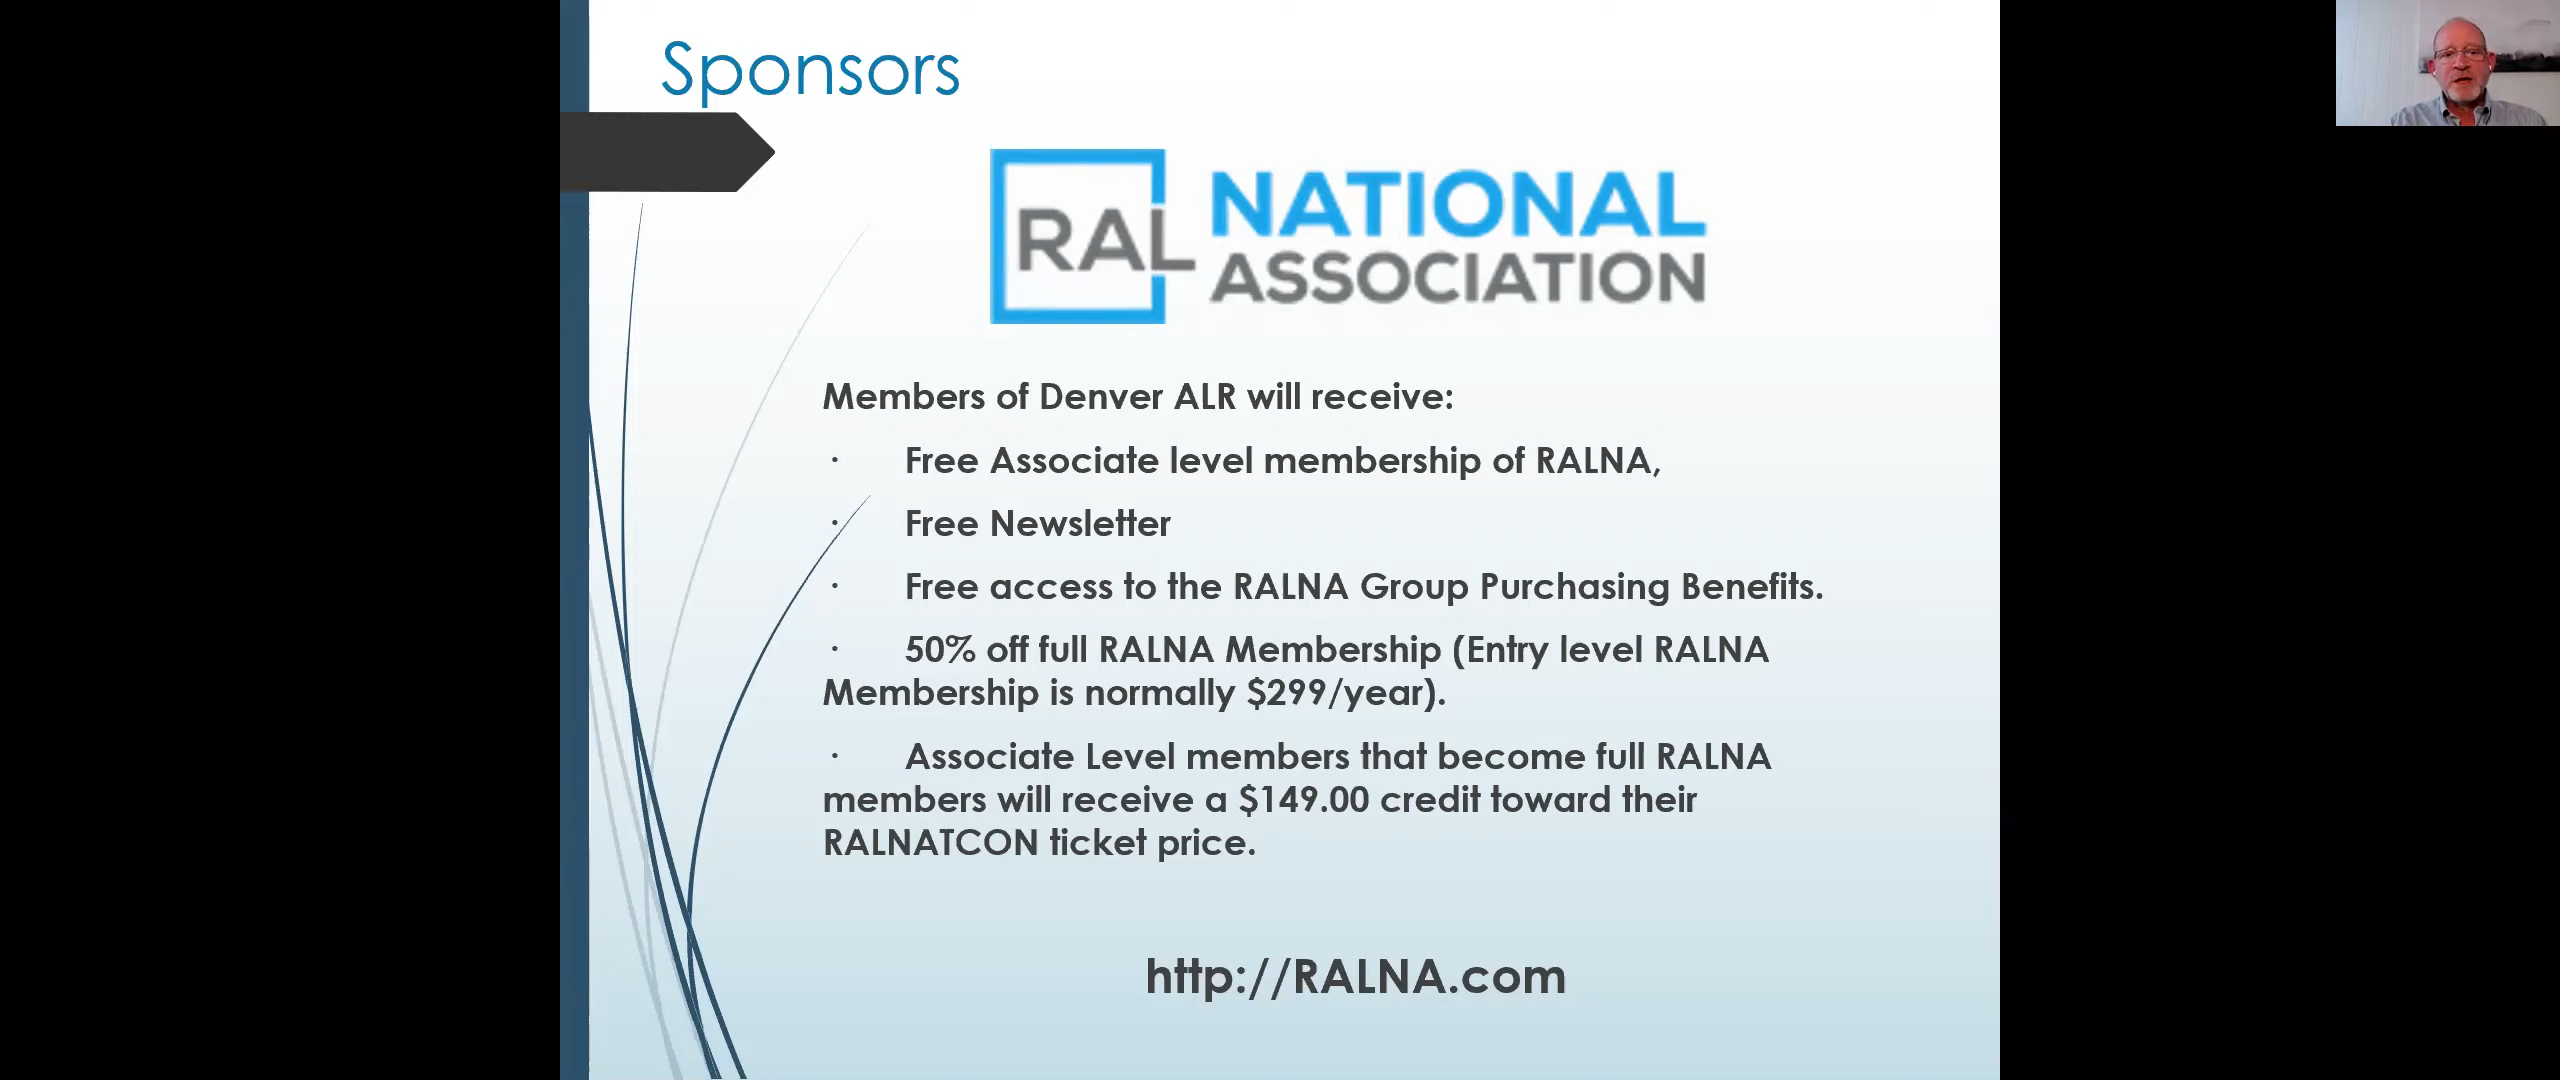 Sponsors
RAL NATIONAL
ASSOCIATION
Members of Denver ALR will receive:
· Free Associate level membership of RALNA,
· Free Newsletter
· Free access to the RALNA Group Purchasing Benefits.
· 50% off full RALNA Membership (Entry level RALNA
Membership is normally $299/year).
· Associate Level members that become full RALNA
members will receive a $149.00 credit toward their
RALNATCON ticket price.
http://RALNA.com